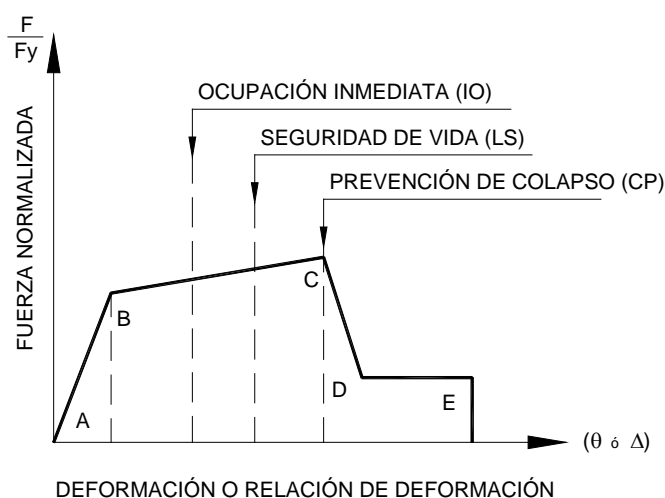 F
Fy
FUERZA NORMALIZADA
OCUPACIÓN INMEDIATA (IO)
SEGURIDAD DE VIDA (LS)
PREVENCIÓN DE COLAPSO (CP)
A
B
C
D
E
(θ ó Δ)
DEFORMACIÓN O RELACIÓN DE DEFORMACIÓN